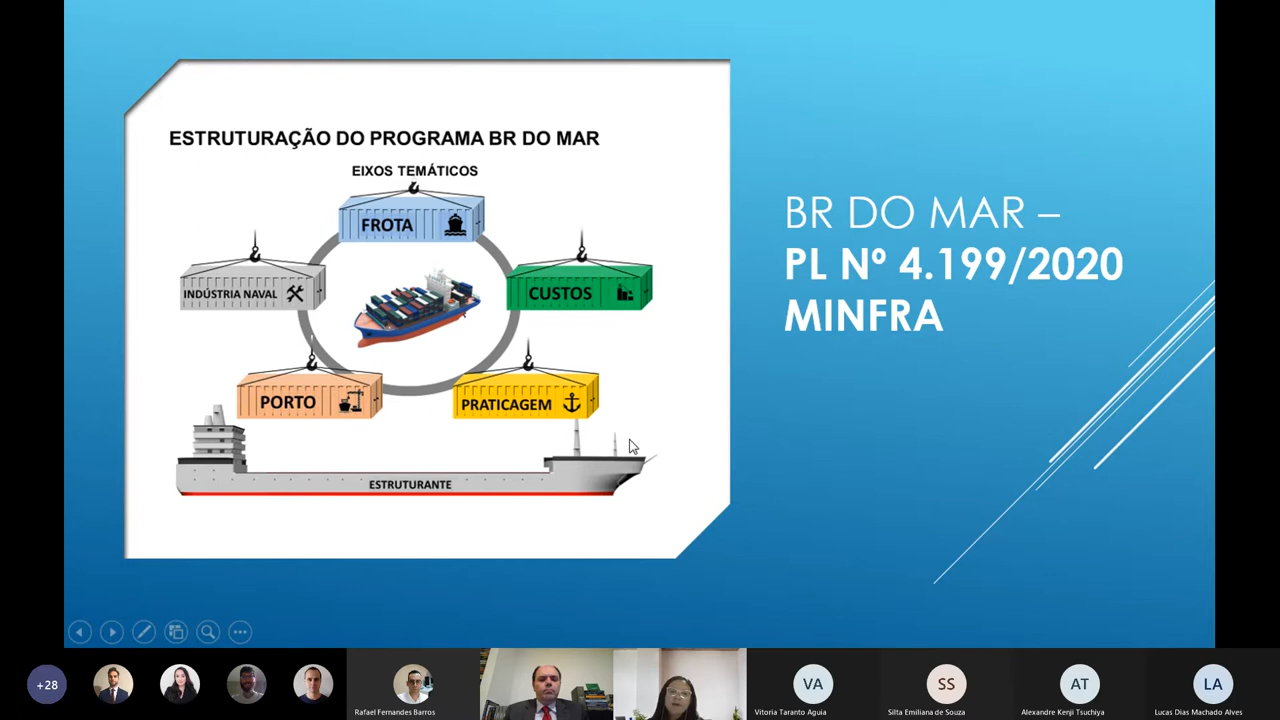 ESTRUTURAÇÃO DO PROGRAMA BR DO MAR
EIXOS TEMÁTICOS
FROTA
INDÚSTRIA NAVAL
CUSTOS
PORTO
PRATICAGEM
ESTRUTURANTE
BR DO MAR –
PL Nº 4.199/2020
MINFRA
+28
Rafael Fernandes Barros
VA
Vitoria Taranto Aguia
SS
Silta Emiliana de Souza
AT
Alexandre Kenji Tsuchiya
LA
Lucas Dias Machado Alves